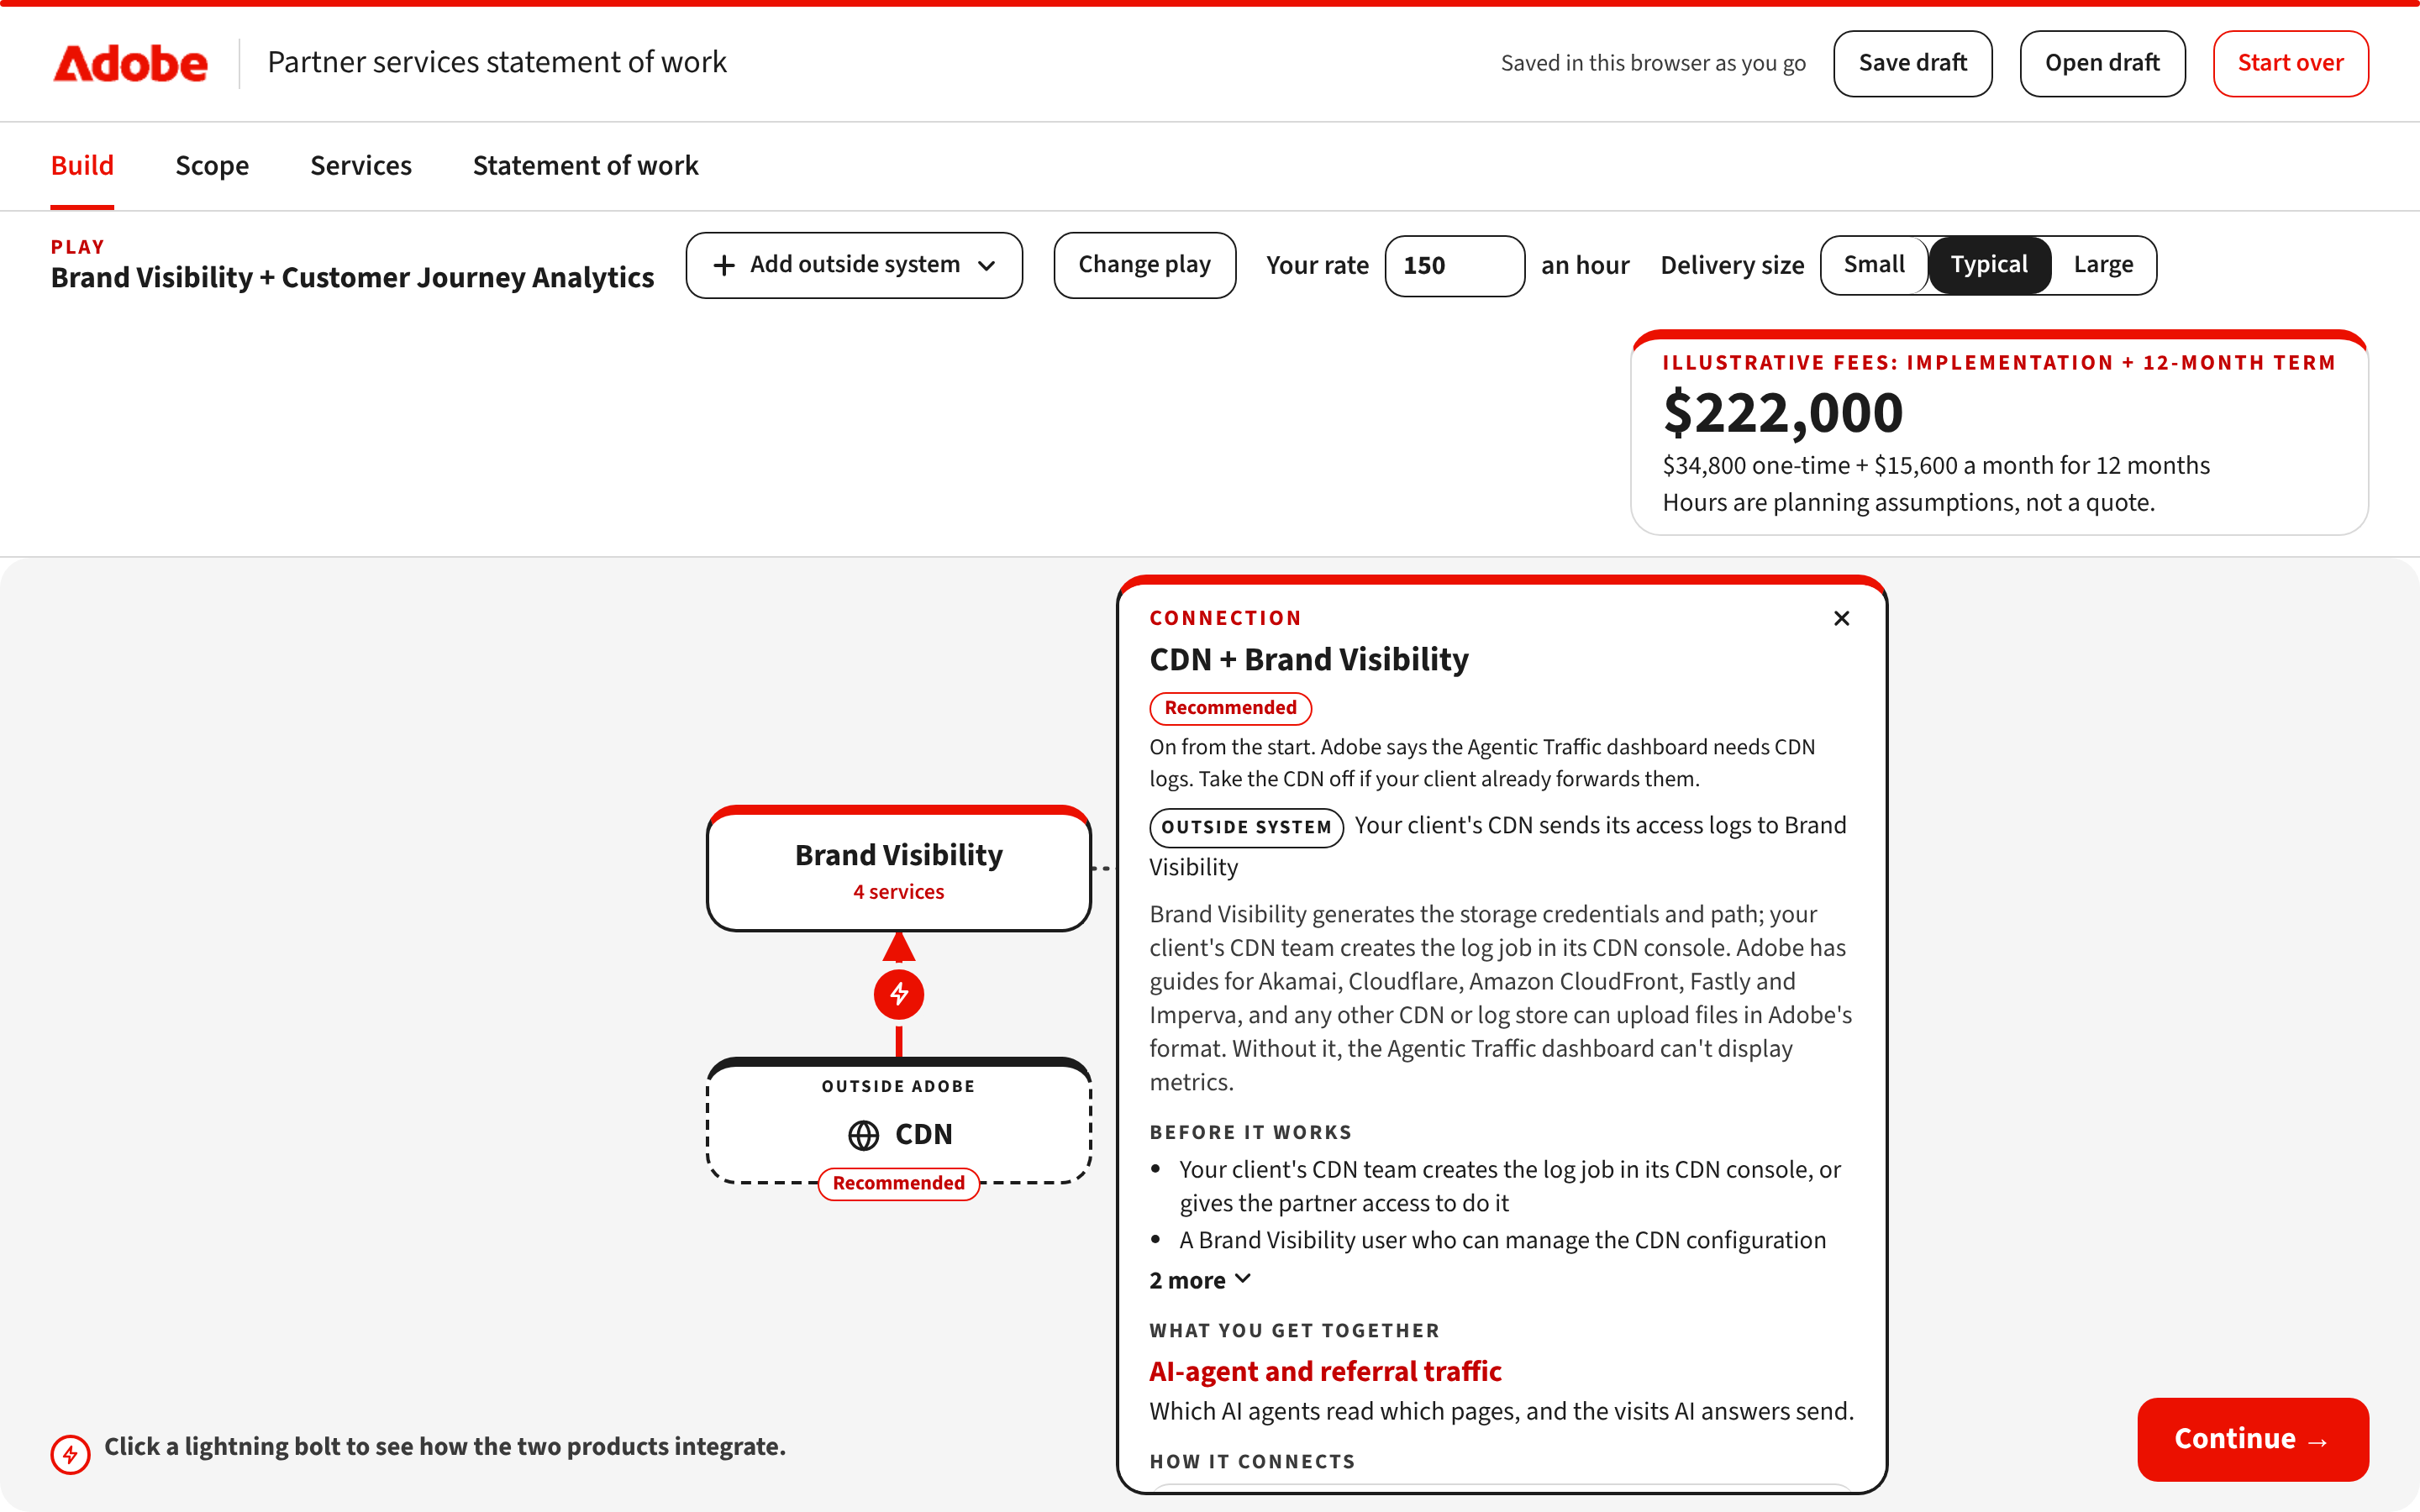 Adobe
Partner services statement of work
Saved in this browser as you go
Save draft
Open draft
Start over
Build
Scope
Services
Statement of work
PLAY
Brand Visibility + Customer Journey Analytics
Add outside system
Change play
Your rate
150
an hour
Delivery size
Small
Typical
Large
ILLUSTRATIVE FEES: IMPLEMENTATION + 12-MONTH TERM
$222,000
$34,800 one-time + $15,600 a month for 12 months
Hours are planning assumptions, not a quote.
Brand Visibility
4 services
OUTSIDE ADOBE
CDN
Recommended
CONNECTION
CDN + Brand Visibility
Recommended
On from the start. Adobe says the Agentic Traffic dashboard needs CDN
logs. Take the CDN off if your client already forwards them.
OUTSIDE SYSTEM Your client's CDN sends its access logs to Brand
Visibility
Brand Visibility generates the storage credentials and path; your
client's CDN team creates the log job in its CDN console. Adobe has
guides for Akamai, Cloudflare, Amazon CloudFront, Fastly and
Imperva, and any other CDN or log store can upload files in Adobe's
format. Without it, the Agentic Traffic dashboard can't display
metrics.
BEFORE IT WORKS
• Your client's CDN team creates the log job in its CDN console, or
gives the partner access to do it
• A Brand Visibility user who can manage the CDN configuration
2 more
WHAT YOU GET TOGETHER
AI-agent and referral traffic
Which AI agents read which pages, and the visits AI answers send.
HOW IT CONNECTS
Click a lightning bolt to see how the two products integrate.
Continue →